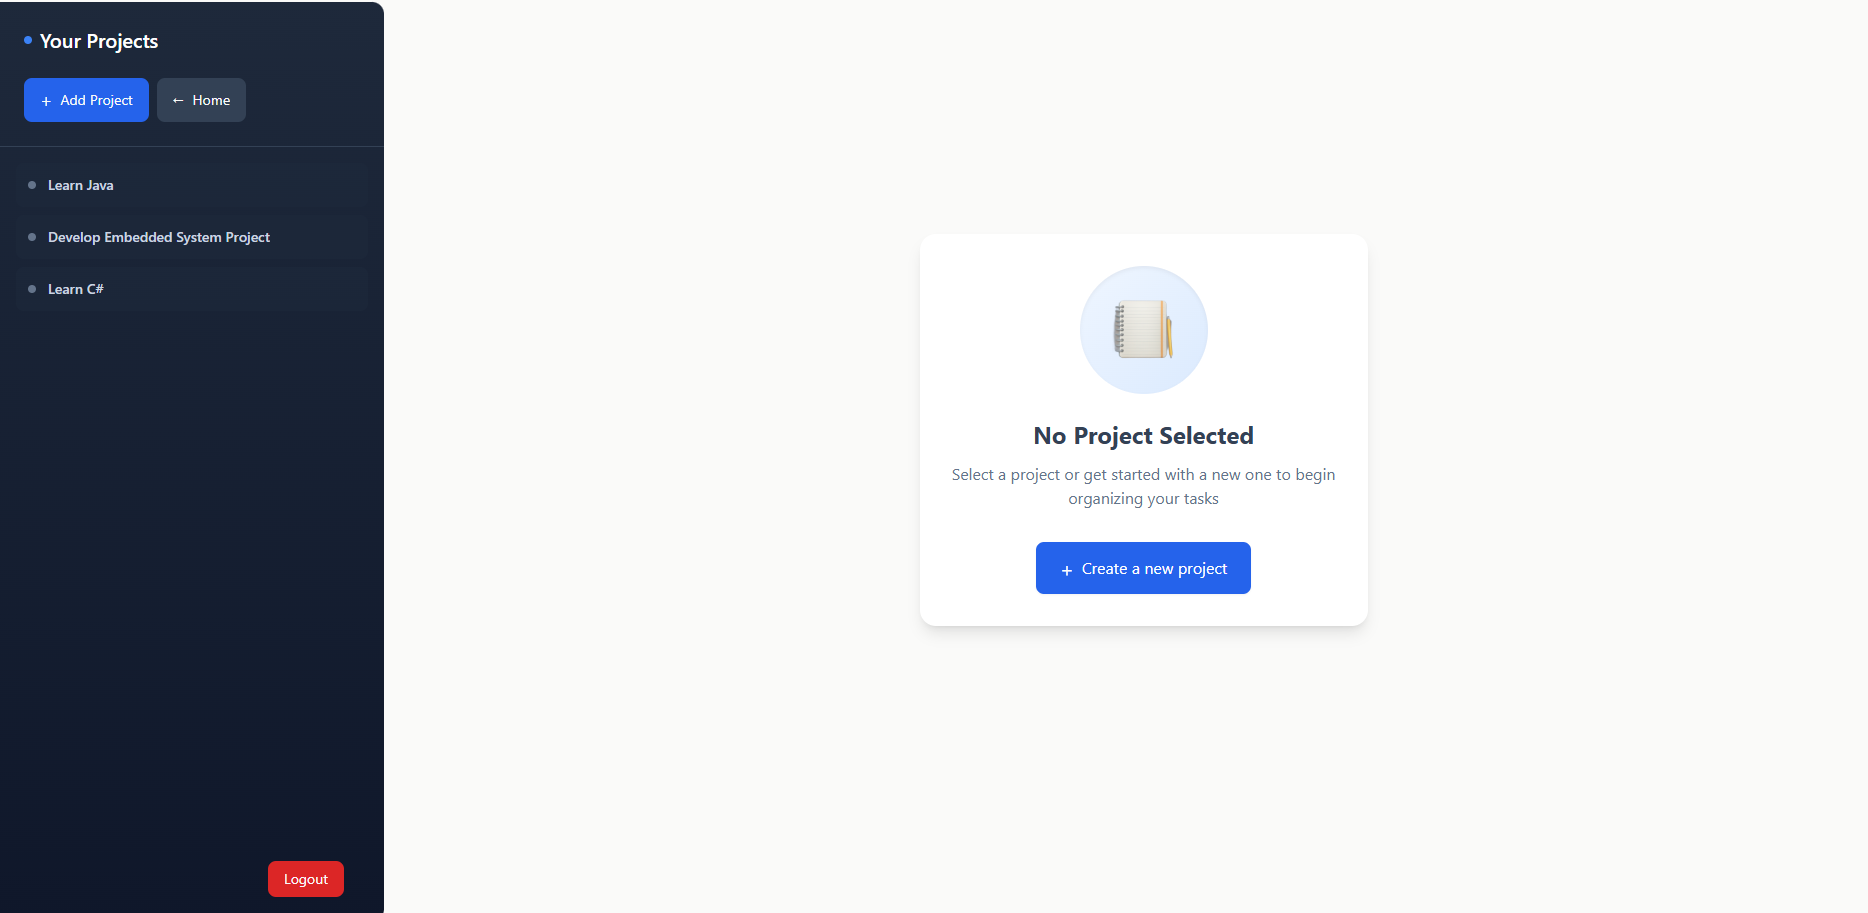 Your Projects
+ Add Project
← Home
Learn Java
Develop Embedded System Project
Learn C#
No Project Selected
Select a project or get started with a new one to begin
organizing your tasks
+ Create a new project
Logout